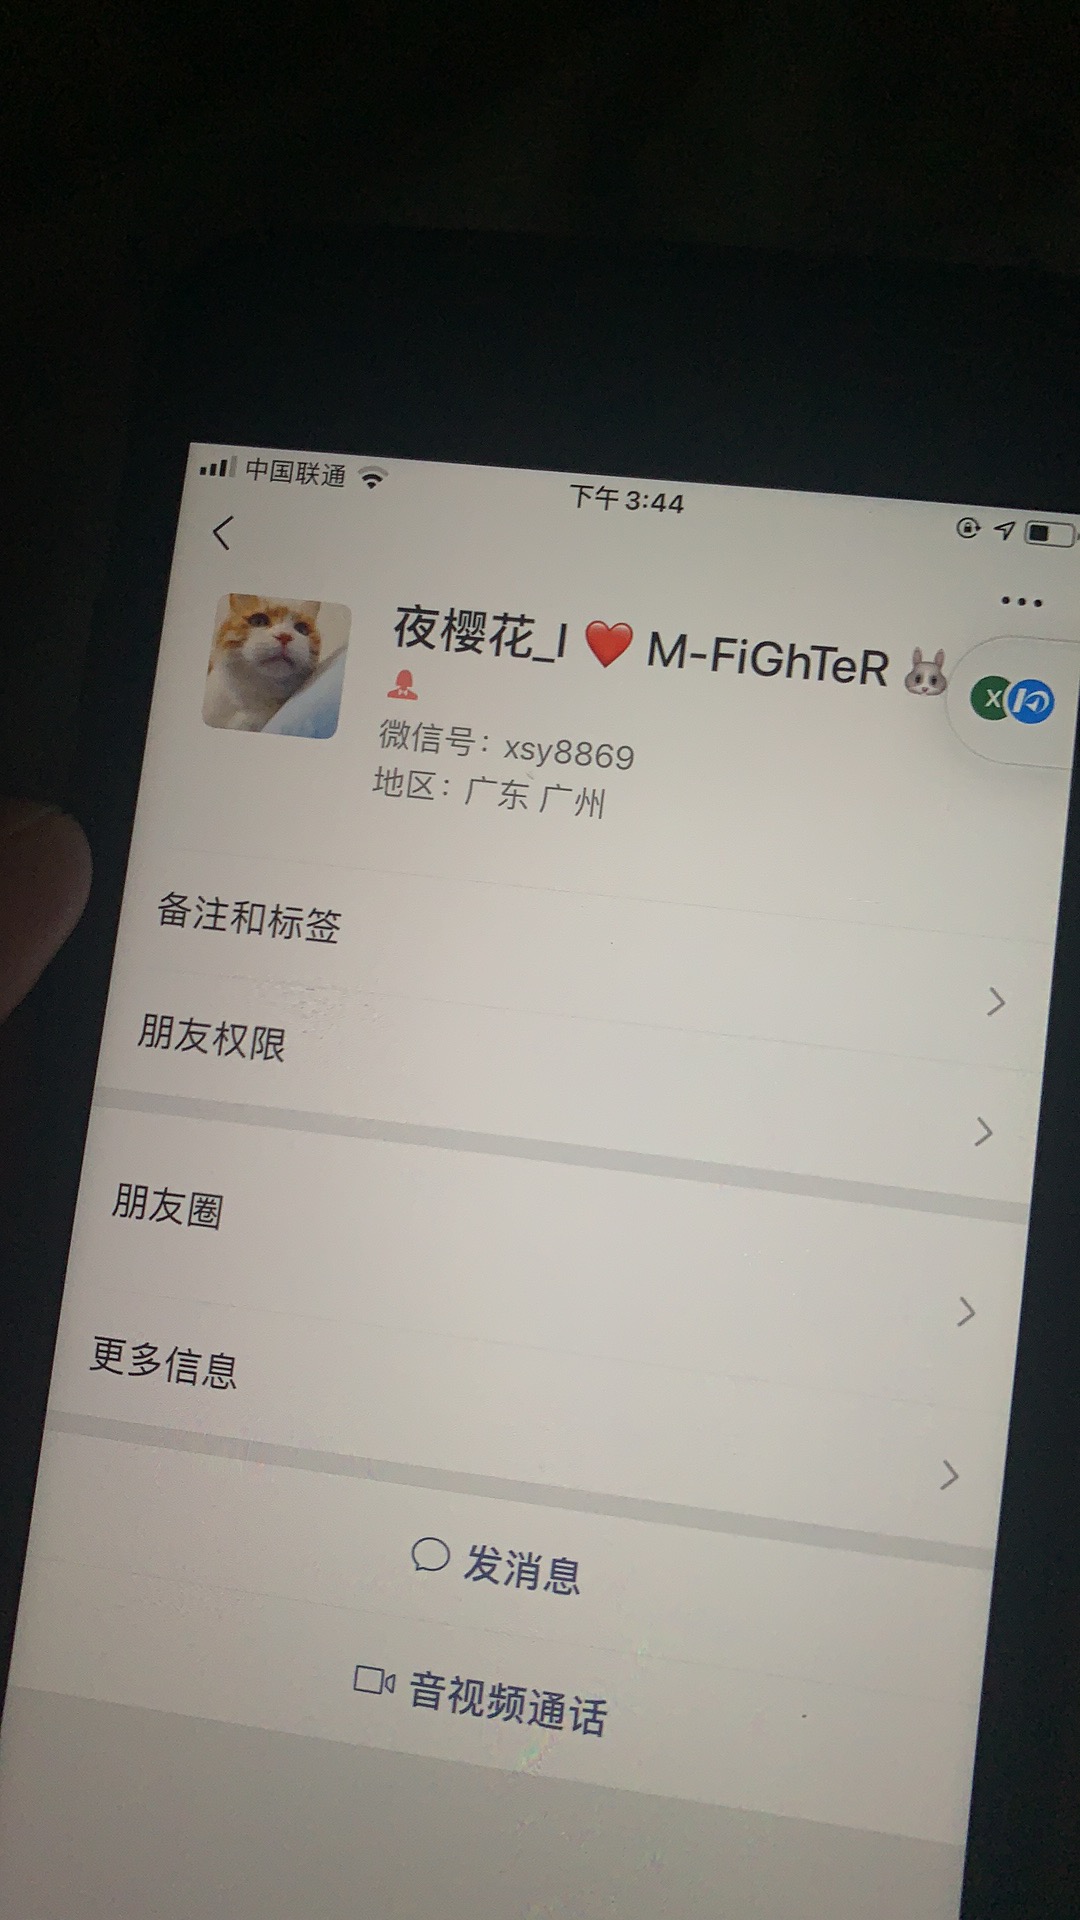 中国联通
下午3:44
夜樱花_I ❤️ M-FiGhTeR 🐰
X
微信号：xsy8869
地区：广东 广州
备注和标签
朋友权限
朋友圈
更多信息
发消息
音视频通话